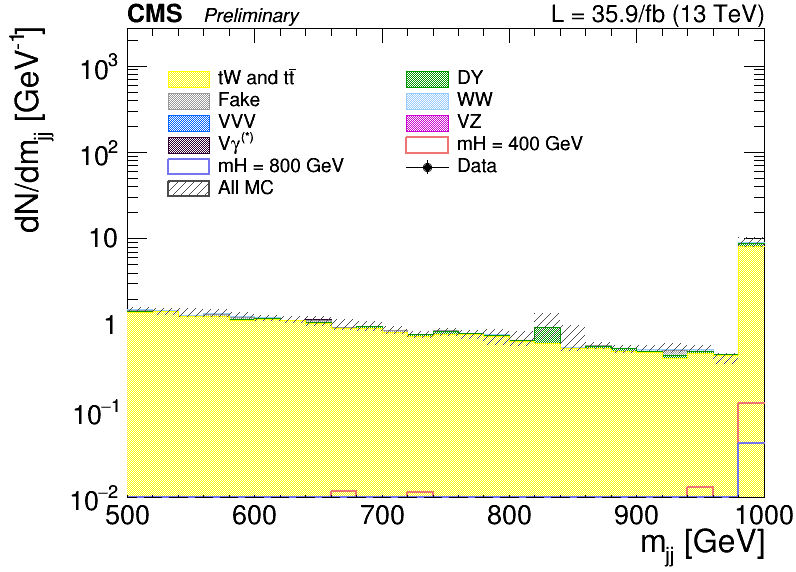 CMS Preliminary L = 35.9/fb (13 TeV)
dN/dm_jj [GeV⁻¹]
10³
10²
10
1
10⁻¹
10⁻²
tW and tt̄ DY
Fake WW
VVV VZ
Vγ⁽*⁾ mH = 400 GeV
mH = 800 GeV Data
All MC
500 600 700 800 900 1000
m_jj [GeV]